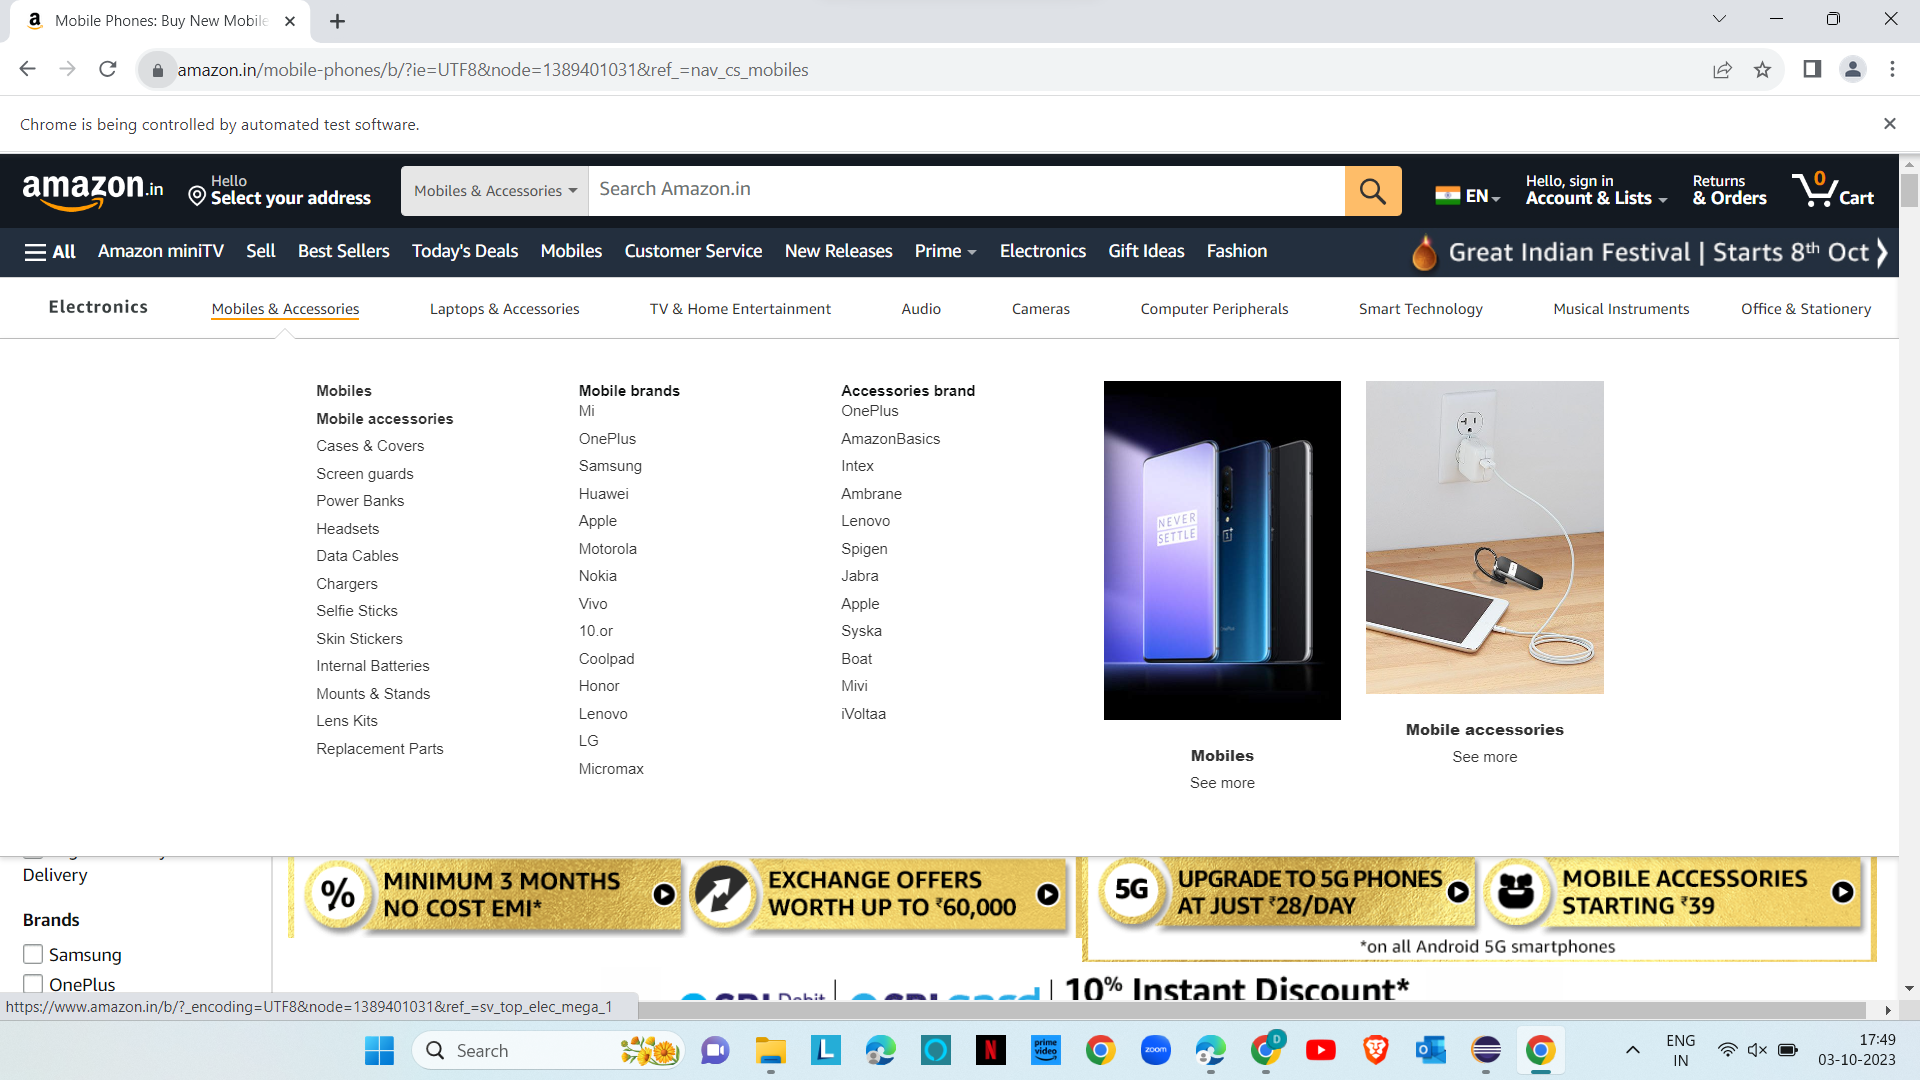 Mobile Phones: Buy New Mobile
amazon.in/mobile-phones/b/?ie=UTF8&node=1389401031&ref_=nav_cs_mobiles
Chrome is being controlled by automated test software.
amazon.in
Hello
Select your address
Mobiles & Accessories
Search Amazon.in
EN
Hello, sign in
Account & Lists
Returns
& Orders
0
Cart
All
Amazon miniTV
Sell
Best Sellers
Today's Deals
Mobiles
Customer Service
New Releases
Prime
Electronics
Gift Ideas
Fashion
Great Indian Festival | Starts 8th Oct
Electronics
Mobiles & Accessories
Laptops & Accessories
TV & Home Entertainment
Audio
Cameras
Computer Peripherals
Smart Technology
Musical Instruments
Office & Stationery
Mobiles
Mobile accessories
Cases & Covers
Screen guards
Power Banks
Headsets
Data Cables
Chargers
Selfie Sticks
Skin Stickers
Internal Batteries
Mounts & Stands
Lens Kits
Replacement Parts
Mobile brands
Mi
OnePlus
Samsung
Huawei
Apple
Motorola
Nokia
Vivo
10.or
Coolpad
Honor
Lenovo
LG
Micromax
Accessories brand
OnePlus
AmazonBasics
Intex
Ambrane
Lenovo
Spigen
Jabra
Apple
Syska
Boat
Mivi
iVoltaa
NEVER
SETTLE
Mobiles
See more
Mobile accessories
See more
Delivery
Brands
Samsung
OnePlus
%
MINIMUM 3 MONTHS
NO COST EMI*
EXCHANGE OFFERS
WORTH UP TO ₹60,000
5G
UPGRADE TO 5G PHONES
AT JUST ₹28/DAY
MOBILE ACCESSORIES
STARTING ₹39
*on all Android 5G smartphones
10% Instant Discount*
https://www.amazon.in/b/?_encoding=UTF8&node=1389401031&ref_=sv_top_elec_mega_1
Search
L
N
prime
video
zoom
D
ENG
IN
17:49
03-10-2023